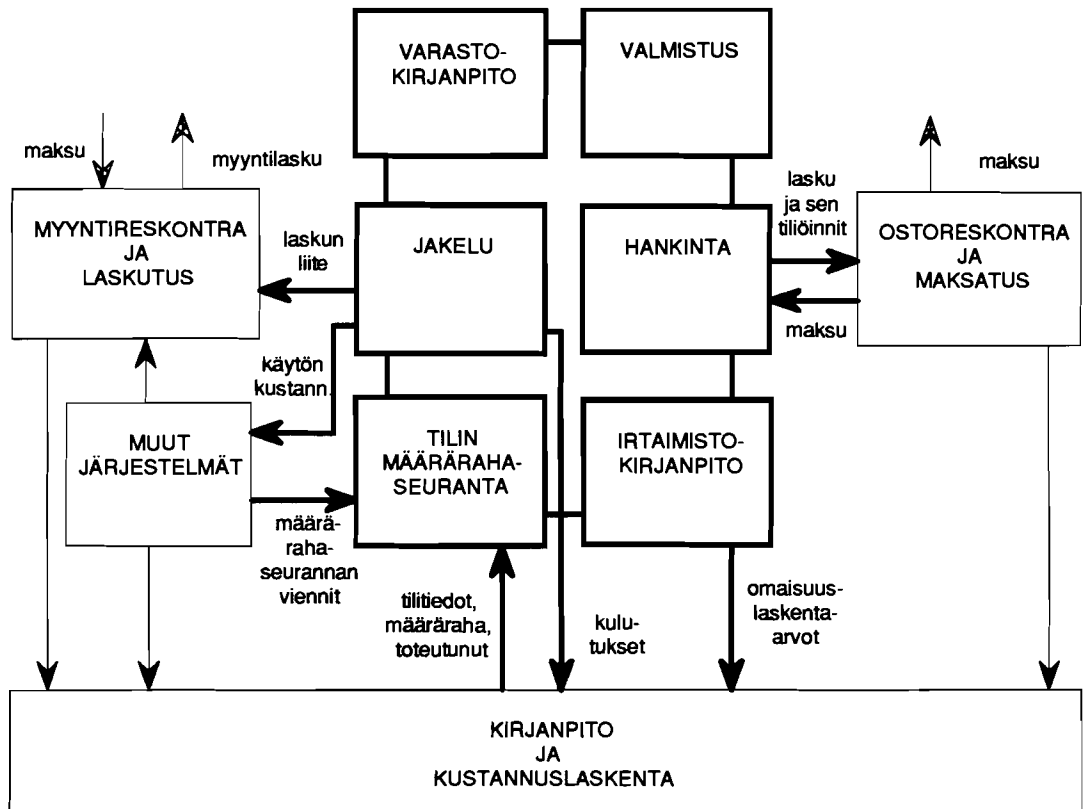 VARASTO-
KIRJANPITO
VALMISTUS
maksu
myyntilasku
maksu
MYYNTIRESKONTRA
JA
LASKUTUS
laskun
liite
JAKELU
HANKINTA
lasku
ja sen
tiliöinnit
maksu
OSTORESKONTRA
JA
MAKSATUS
käytön
kustann.
MUUT
JÄRJESTELMÄT
TILIN
MÄÄRÄRAHA-
SEURANTA
IRTAIMISTO-
KIRJANPITO
määrä-
raha-
seurannan
viennit
tilitiedot,
määräraha,
toteutunut
kulu-
tukset
omaisuus-
laskenta-
arvot
KIRJANPITO
JA
KUSTANNUSLASKENTA